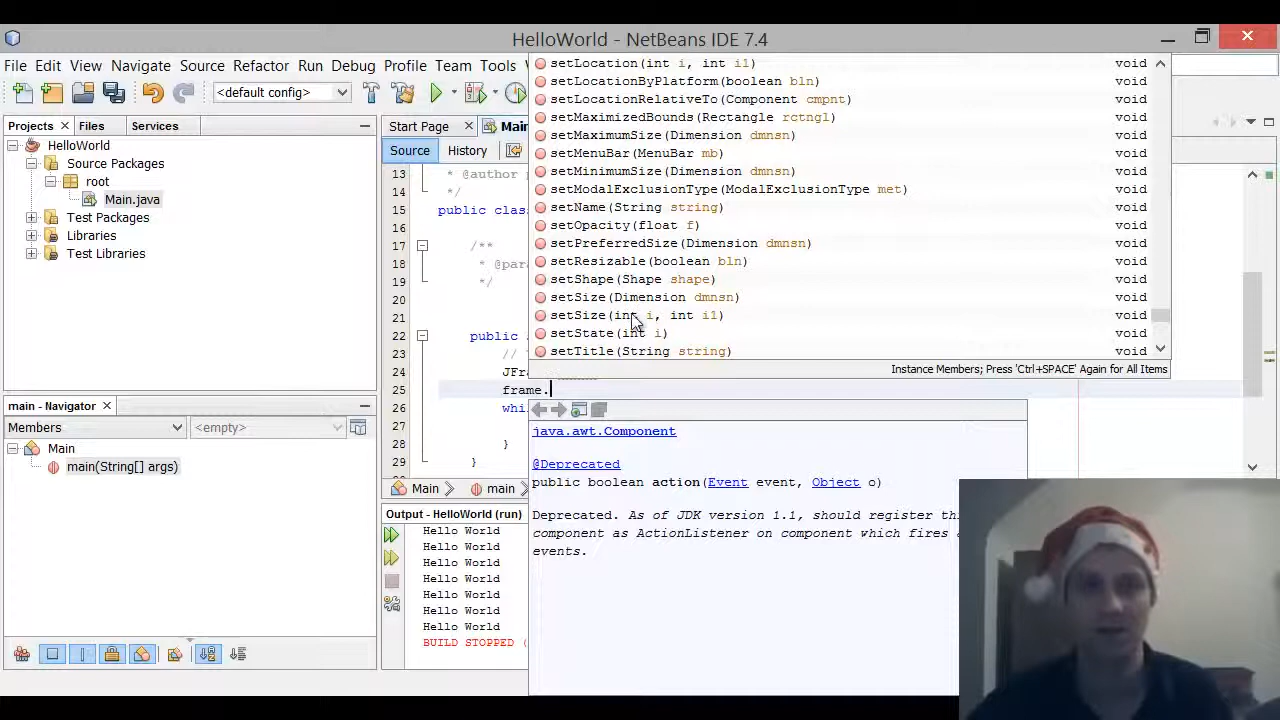 HelloWorld - NetBeans IDE 7.4
File Edit View Navigate Source Refactor Run Debug Profile Team Tools
<default config>
Projects Files Services
Start Page Main
HelloWorld
Source Packages
root
Main.java
Test Packages
Libraries
Test Libraries
Source History
setLocation(int i, int i1) void
setLocationByPlatform(boolean bln) void
setLocationRelativeTo(Component cmpnt) void
setMaximizedBounds(Rectangle rctngl) void
setMaximumSize(Dimension dmnsn) void
setMenuBar(MenuBar mb) void
setMinimumSize(Dimension dmnsn) void
setModalExclusionType(ModalExclusionType met) void
setName(String string) void
setOpacity(float f) void
setPreferredSize(Dimension dmnsn) void
setResizable(boolean bln) void
setShape(Shape shape) void
setSize(Dimension dmnsn) void
setSize(int i, int i1) void
setState(int i) void
setTitle(String string) void
Instance Members; Press 'Ctrl+SPACE' Again for All Items
13 * @author
14 */
15 public
16
17 /**
18 *
19 */
20
21
22 public
23 //
24
25 frame.
26
27
28 }
29 }
main - Navigator
Members <empty>
Main
main(String[] args)
Main main
java.awt.Component
@Deprecated
public boolean action(Event event, Object o)
Deprecated. As of JDK version 1.1, should register
component as ActionListener on component which fires
events.
Output - HelloWorld (run)
Hello World
Hello World
Hello World
Hello World
Hello World
Hello World
Hello World
BUILD STOPPED (